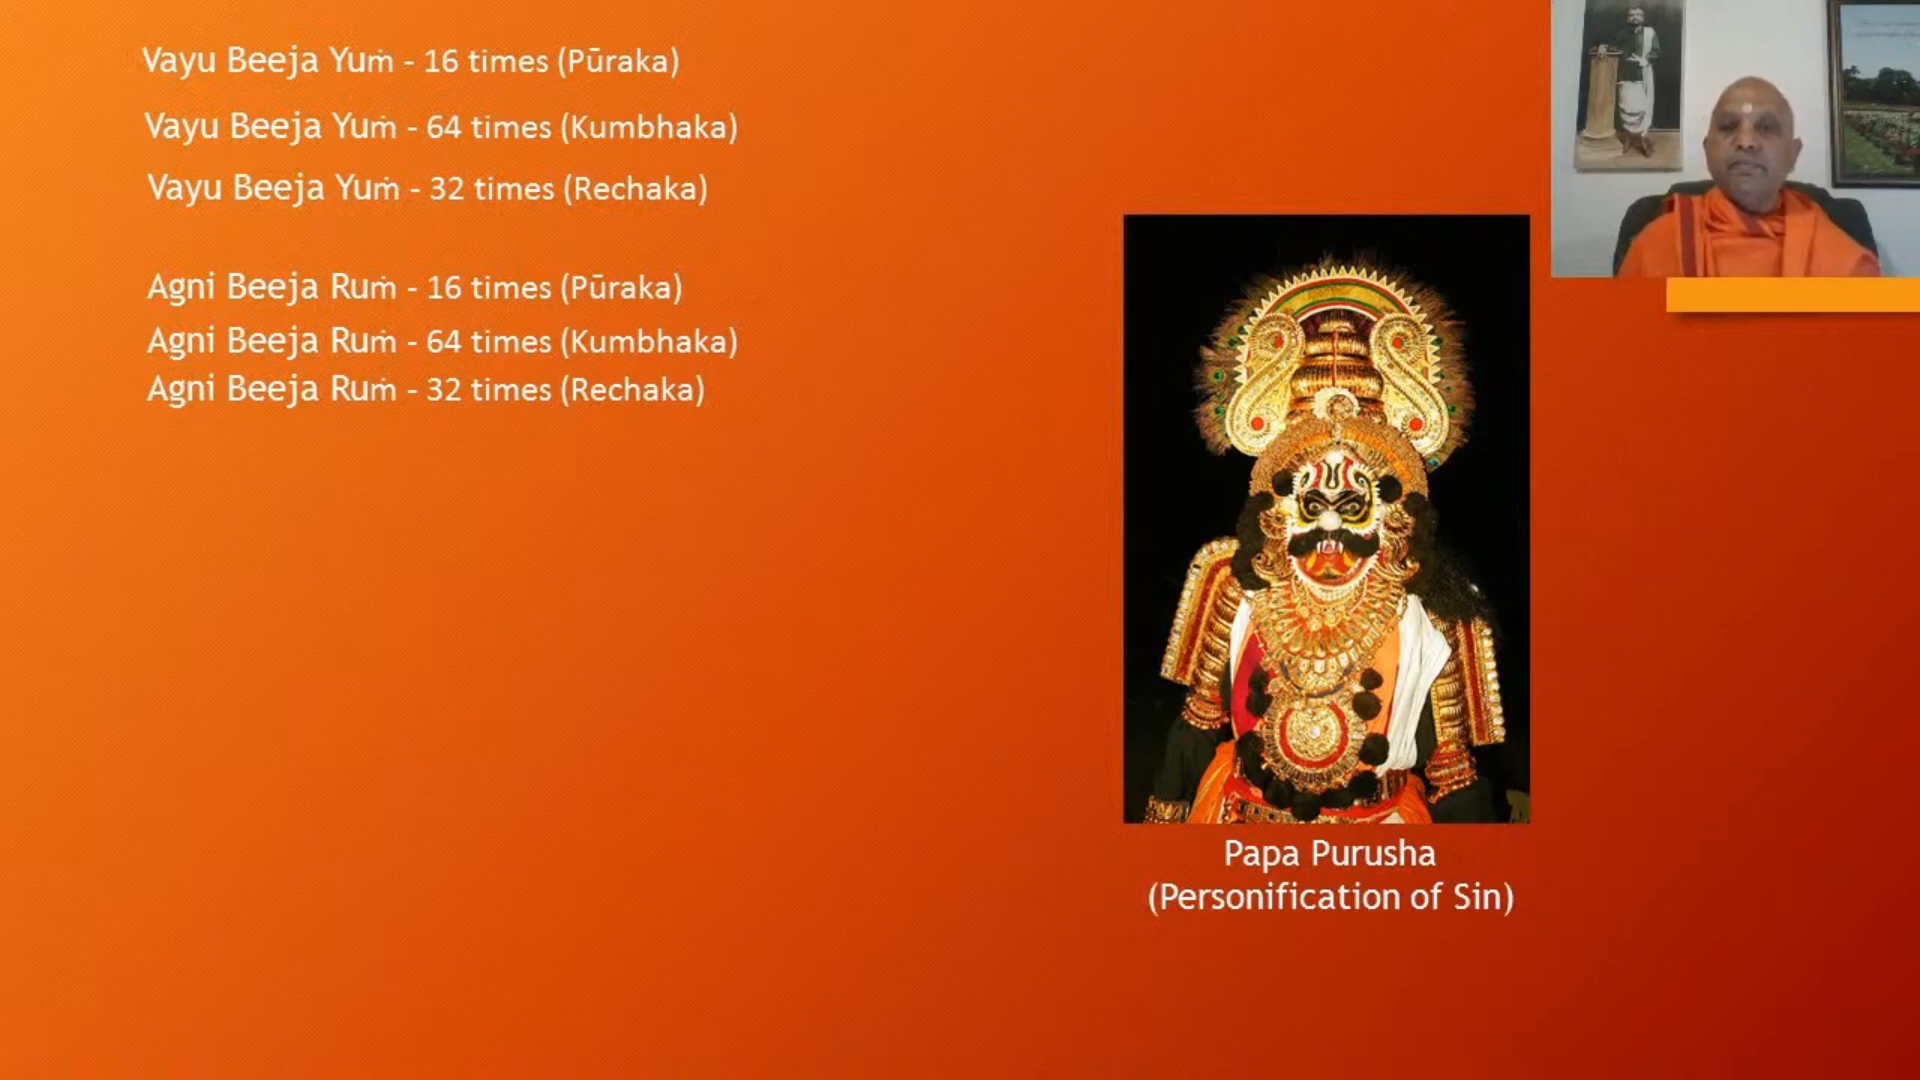 Vayu Beeja Yuṁ - 16 times (Pūraka)
Vayu Beeja Yuṁ - 64 times (Kumbhaka)
Vayu Beeja Yuṁ - 32 times (Rechaka)
Agni Beeja Ruṁ - 16 times (Pūraka)
Agni Beeja Ruṁ - 64 times (Kumbhaka)
Agni Beeja Ruṁ - 32 times (Rechaka)
Papa Purusha
(Personification of Sin)